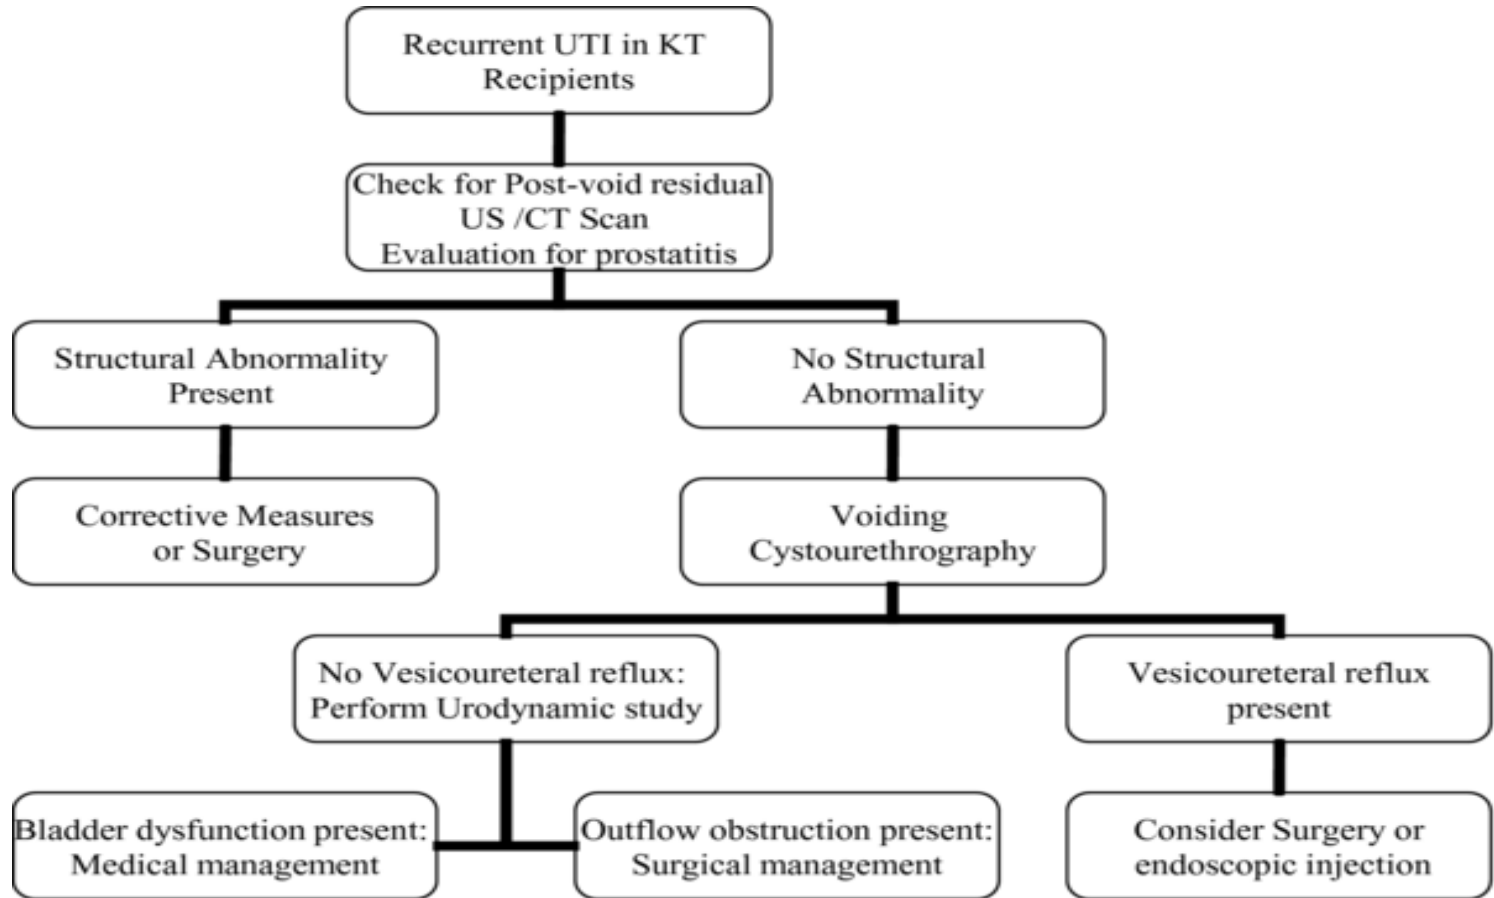 Recurrent UTI in KT
Recipients
Check for Post-void residual
US /CT Scan
Evaluation for prostatitis
Structural Abnormality
Present
No Structural
Abnormality
Corrective Measures
or Surgery
Voiding
Cystourethrography
No Vesicoureteral reflux:
Perform Urodynamic study
Vesicoureteral reflux
present
Bladder dysfunction present:
Medical management
Outflow obstruction present:
Surgical management
Consider Surgery or
endoscopic injection